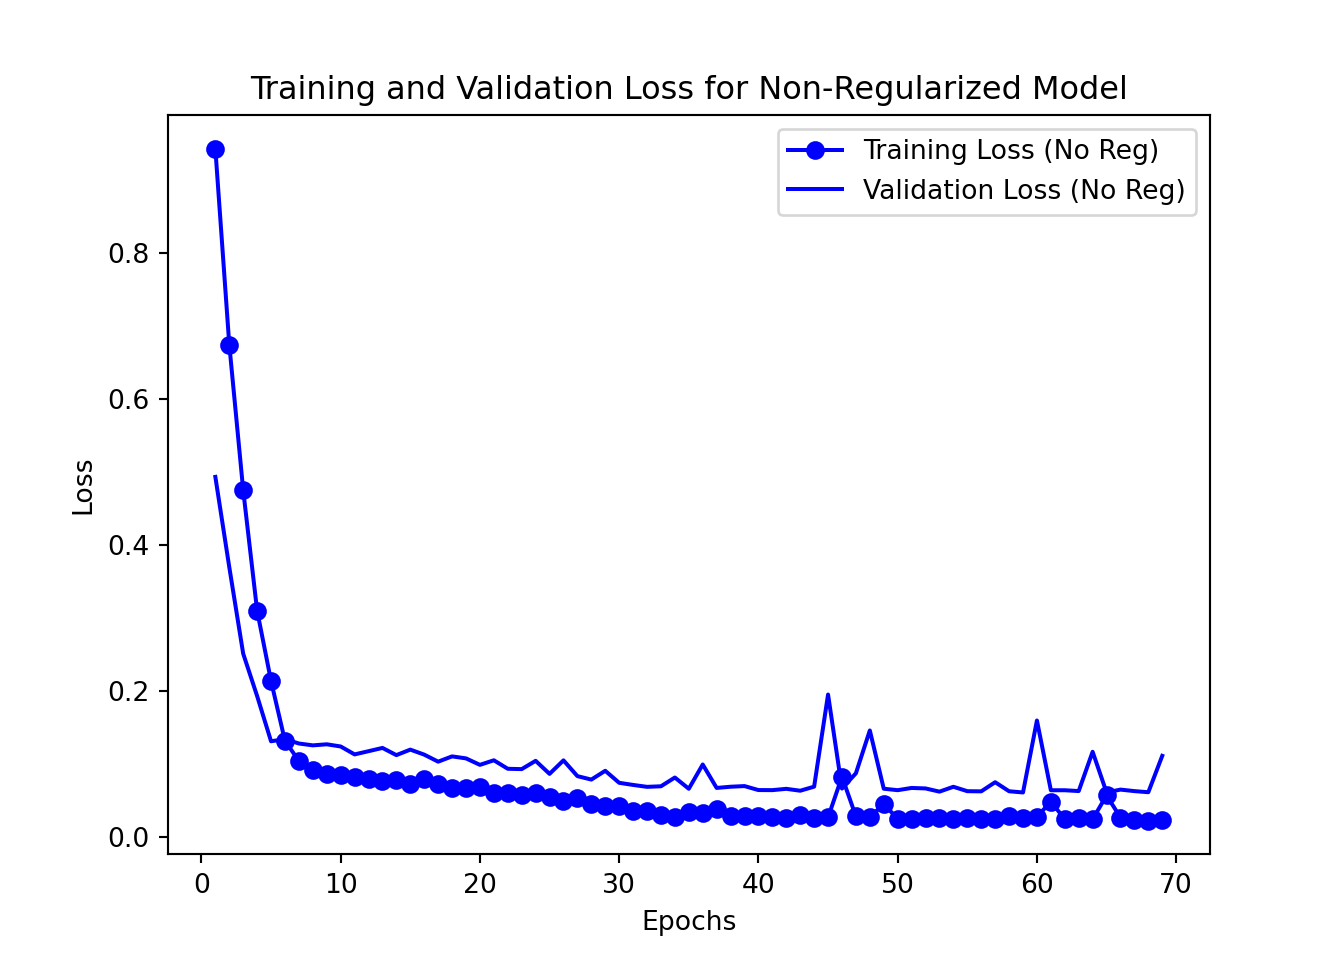 Training and Validation Loss for Non-Regularized Model
Training Loss (No Reg)
Validation Loss (No Reg)
Loss
0.8
0.6
0.4
0.2
0.0
0 10 20 30 40 50 60 70
Epochs